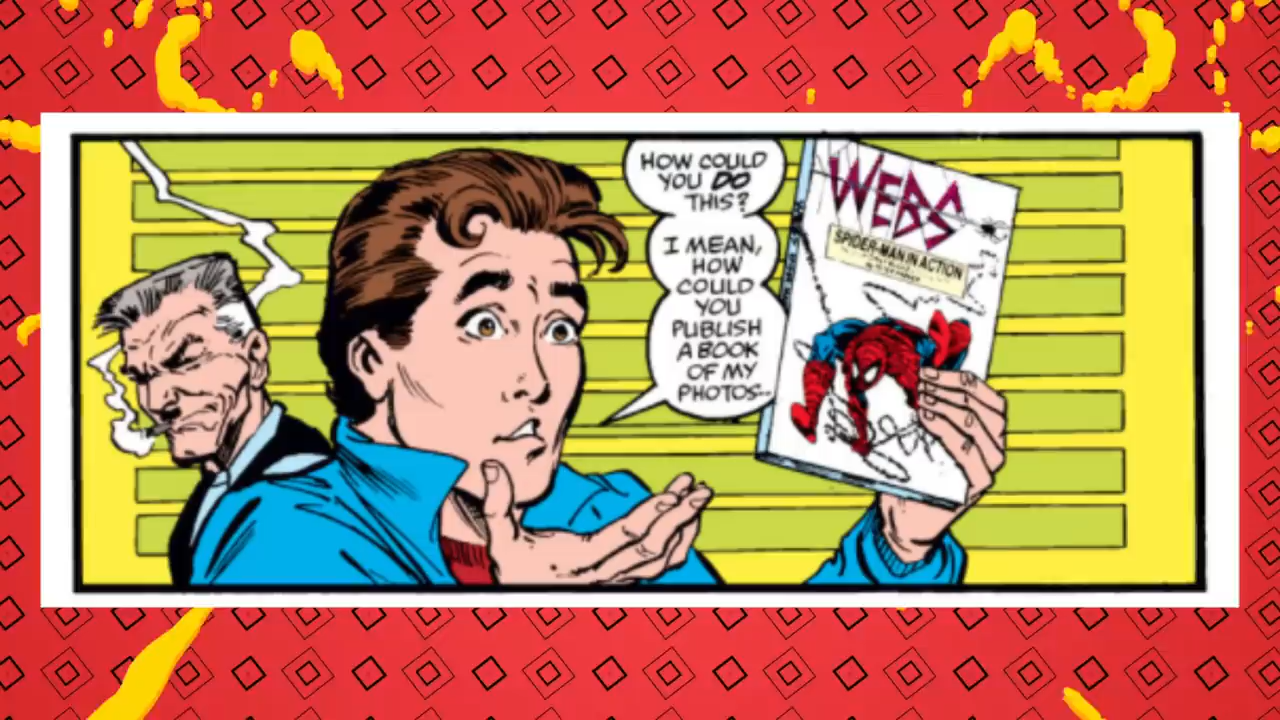 HOW COULD
YOU DO
THIS?
I MEAN,
HOW
COULD
YOU
PUBLISH
A BOOK
OF MY
PHOTOS--
WEBS
SPIDER-MAN IN ACTION